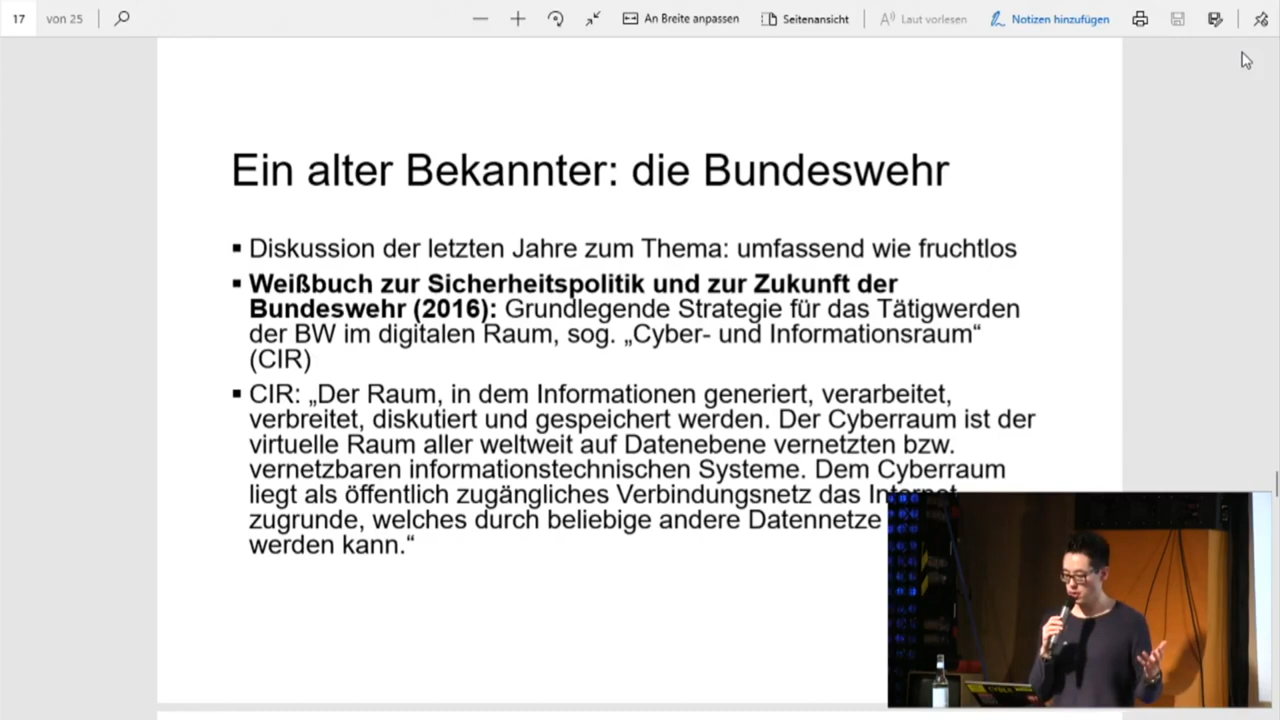 17 von 25 An Breite anpassen Seitenansicht Laut vorlesen Notizen hinzufügen
Ein alter Bekannter: die Bundeswehr
▪ Diskussion der letzten Jahre zum Thema: umfassend wie fruchtlos
▪ Weißbuch zur Sicherheitspolitik und zur Zukunft der
Bundeswehr (2016): Grundlegende Strategie für das Tätigwerden
der BW im digitalen Raum, sog. „Cyber- und Informationsraum“
(CIR)
▪ CIR: „Der Raum, in dem Informationen generiert, verarbeitet,
verbreitet, diskutiert und gespeichert werden. Der Cyberraum ist der
virtuelle Raum aller weltweit auf Datenebene vernetzten bzw.
vernetzbaren informationstechnischen Systeme. Dem Cyberraum
liegt als öffentlich zugängliches Verbindungsnetz das Internet
zugrunde, welches durch beliebige andere Datennetze
werden kann.“
CYBER